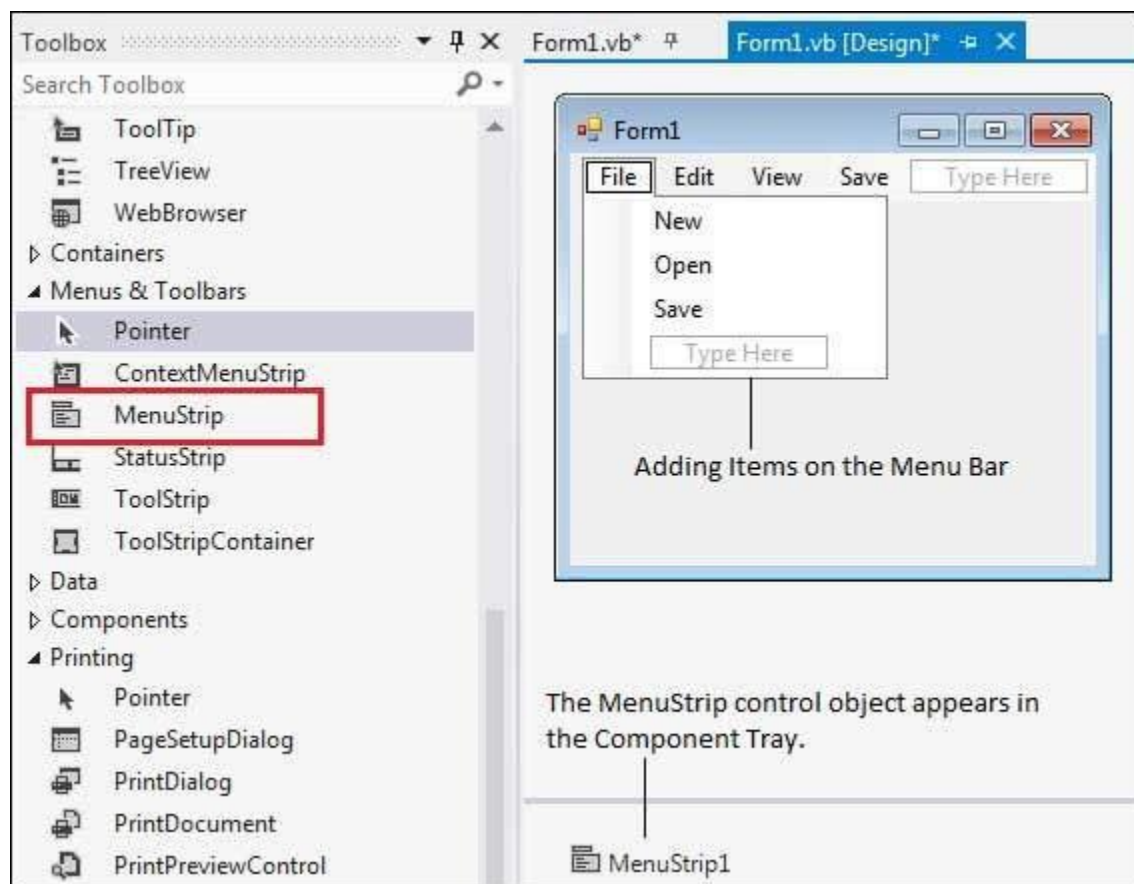 Toolbox
Search Toolbox
ToolTip
TreeView
WebBrowser
Containers
Menus & Toolbars
Pointer
ContextMenuStrip
MenuStrip
StatusStrip
ToolStrip
ToolStripContainer
Data
Components
Printing
Pointer
PageSetupDialog
PrintDialog
PrintDocument
PrintPreviewControl
Form1.vb* Form1.vb [Design]*
Form1
File Edit View Save Type Here
New
Open
Save
Type Here
Adding Items on the Menu Bar
The MenuStrip control object appears in
the Component Tray.
MenuStrip1